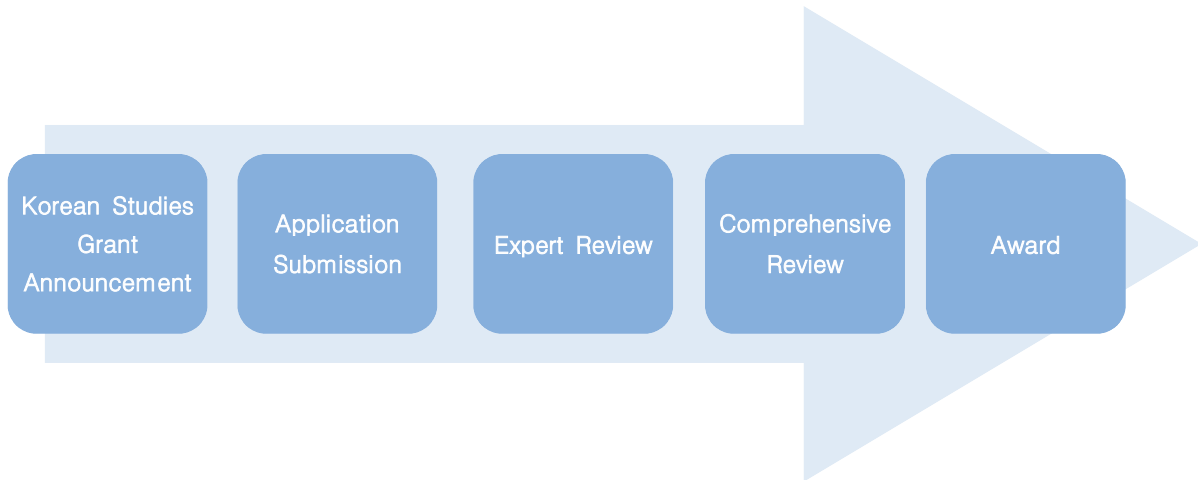 Korean Studies
Grant
Announcement
Application
Submission
Expert Review
Comprehensive
Review
Award